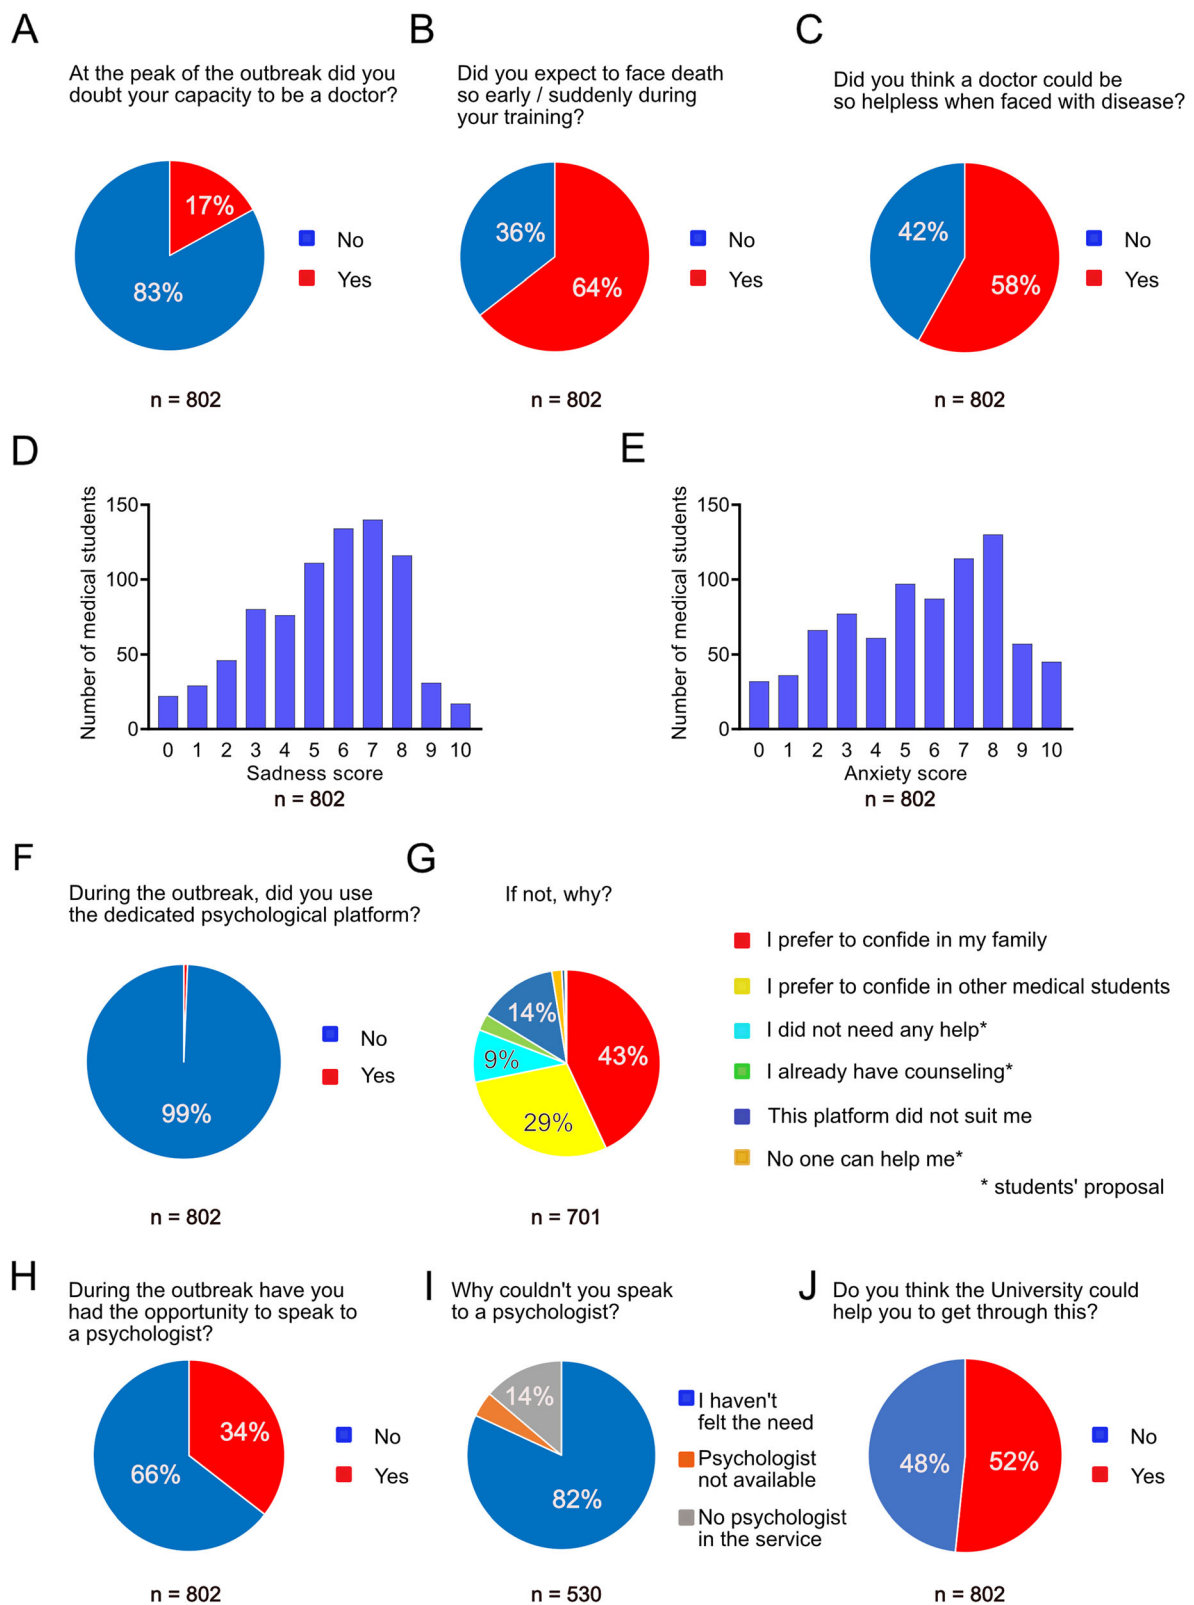 A
At the peak of the outbreak did you
doubt your capacity to be a doctor?
17%
83%
No
Yes
n = 802
B
Did you expect to face death
so early / suddenly during
your training?
36%
64%
No
Yes
n = 802
C
Did you think a doctor could be
so helpless when faced with disease?
42%
58%
No
Yes
n = 802
D
Number of medical students
150
100
50
0
0 1 2 3 4 5 6 7 8 9 10
Sadness score
n = 802
E
Number of medical students
150
100
50
0
0 1 2 3 4 5 6 7 8 9 10
Anxiety score
n = 802
F
During the outbreak, did you use
the dedicated psychological platform?
99%
No
Yes
n = 802
G
If not, why?
14%
43%
9%
29%
I prefer to confide in my family
I prefer to confide in other medical students
I did not need any help*
I already have counseling*
This platform did not suit me
No one can help me*
* students' proposal
n = 701
H
During the outbreak have you
had the opportunity to speak to
a psychologist?
34%
66%
No
Yes
n = 802
I
Why couldn't you speak
to a psychologist?
14%
82%
I haven't
felt the need
Psychologist
not available
No psychologist
in the service
n = 530
J
Do you think the University could
help you to get through this?
48%
52%
No
Yes
n = 802